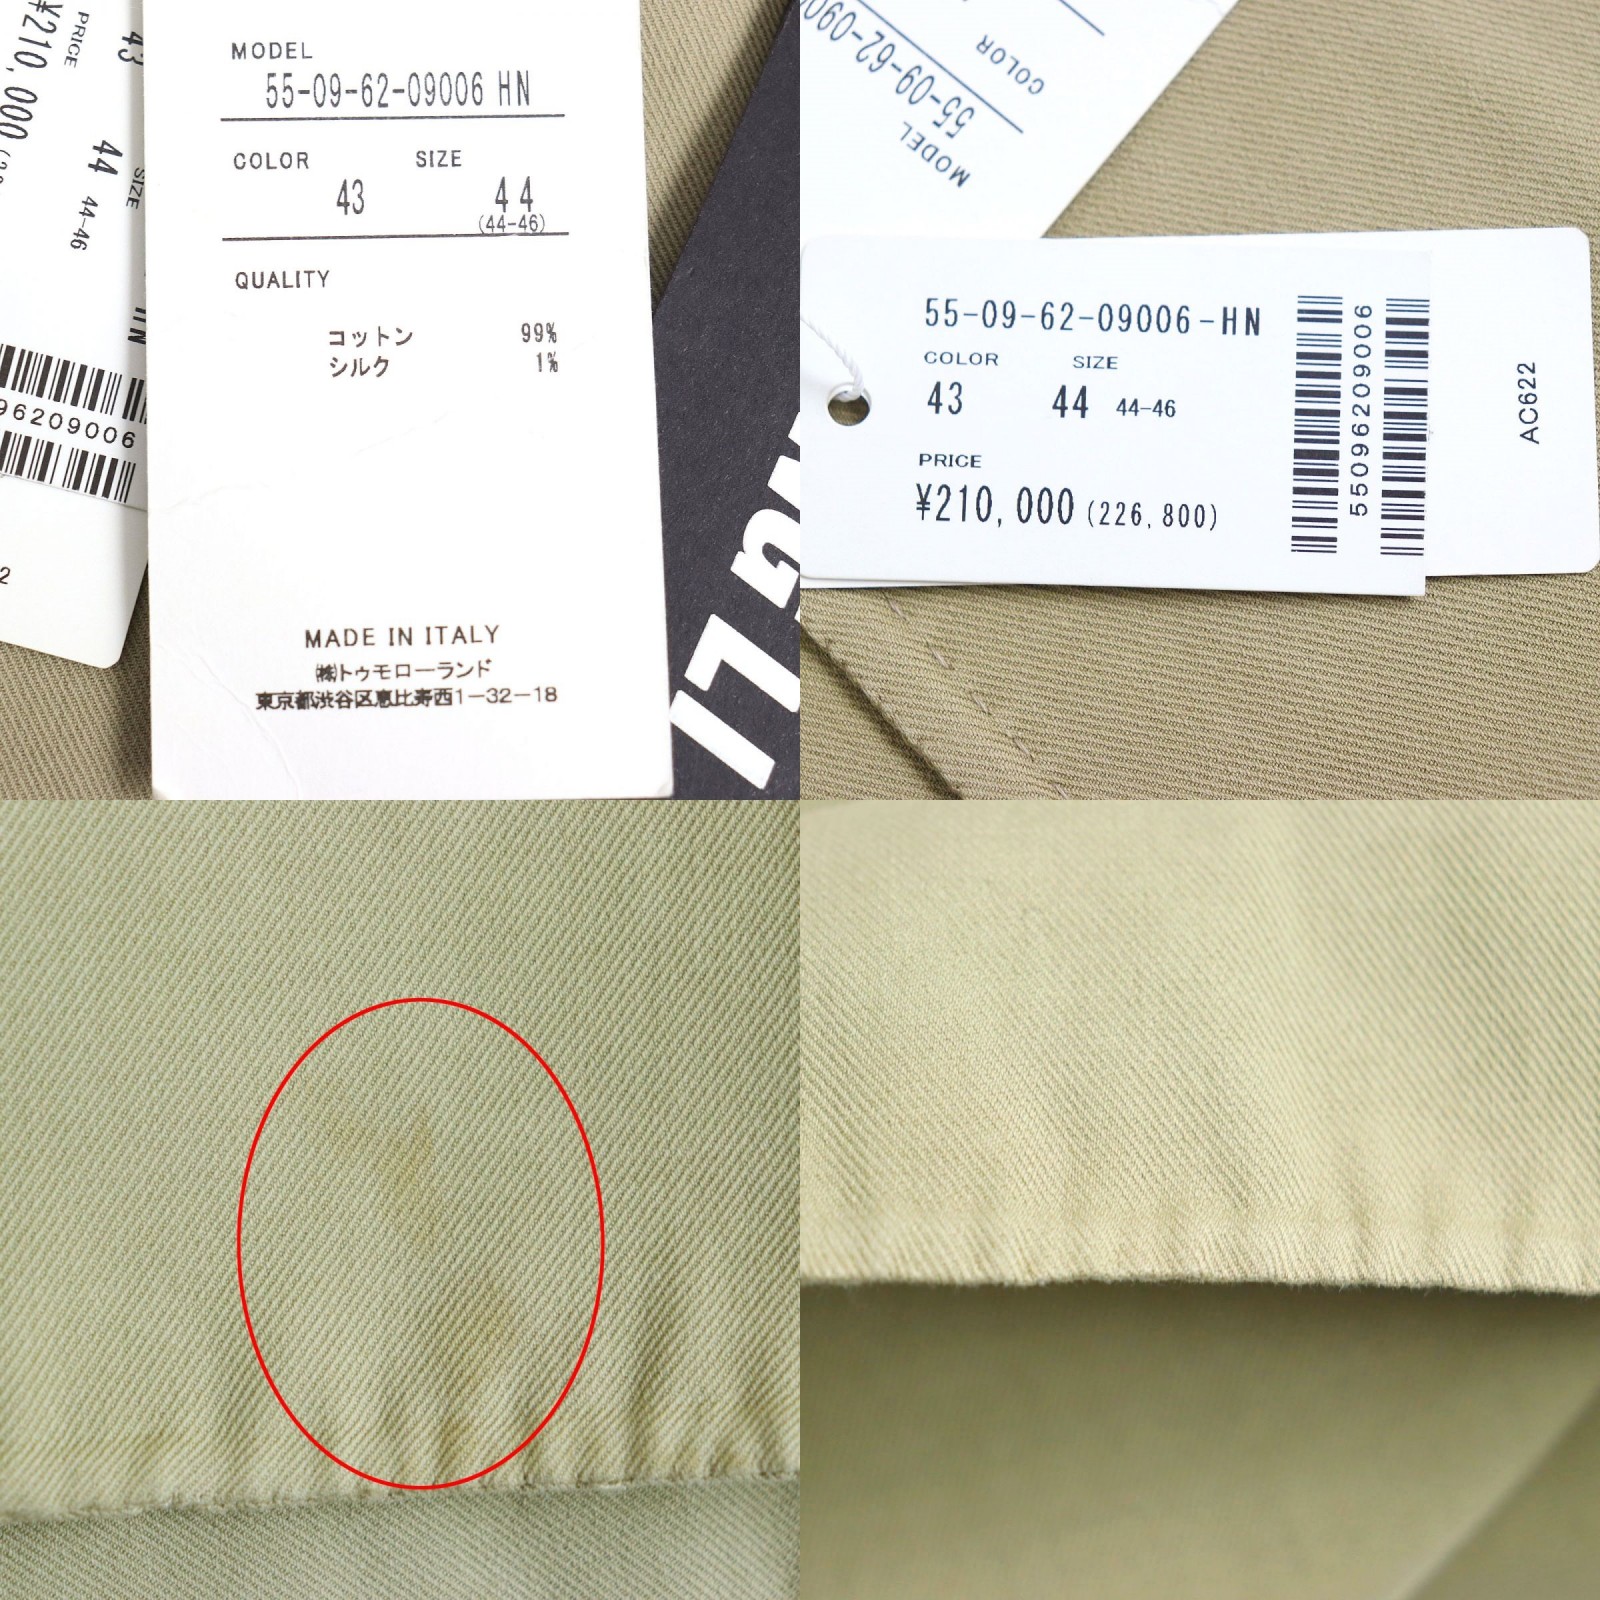 PRICE
¥210,000
43
44
SIZE
44-46
HN
96209006
2
MODEL
55-09-62-09006 HN
COLOR
SIZE
43
44
(44-46)
QUALITY
コットン 99%
シルク 1%
MADE IN ITALY
㈱トゥモローランド
東京都渋谷区恵比寿西1-32-18
COLOR
55-09-62-090
MODEL
55-09-62-09006-HN
COLOR
SIZE
43
44 44-46
PRICE
¥210,000 (226,800)
55096209006
AC622